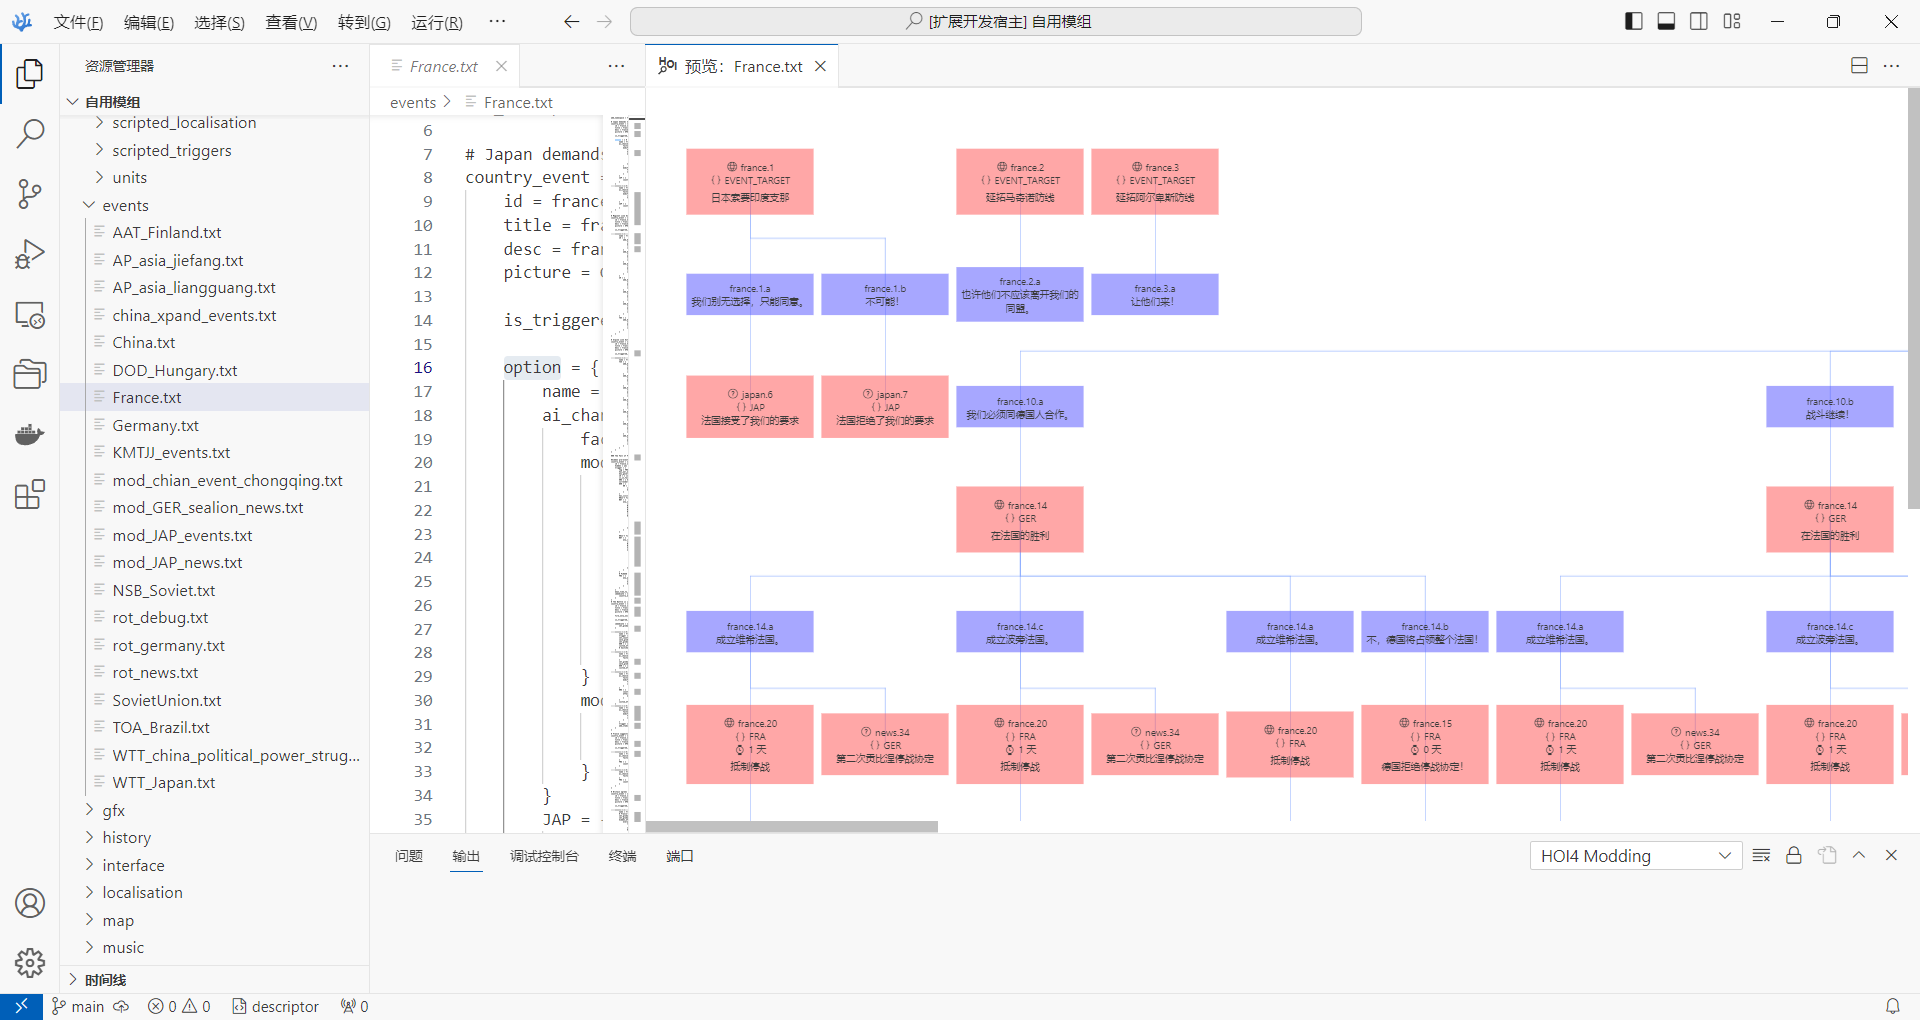 文件(F) 编辑(E) 选择(S) 查看(V) 转到(G) 运行(R) ···
[扩展开发宿主] 自用模组
资源管理器
自用模组
scripted_localisation
scripted_triggers
units
events
AAT_Finland.txt
AP_asia_jiefang.txt
AP_asia_liangguang.txt
china_xpand_events.txt
China.txt
DOD_Hungary.txt
France.txt
Germany.txt
KMTJJ_events.txt
mod_chian_event_chongqing.txt
mod_GER_sealion_news.txt
mod_JAP_events.txt
mod_JAP_news.txt
NSB_Soviet.txt
rot_debug.txt
rot_germany.txt
rot_news.txt
SovietUnion.txt
TOA_Brazil.txt
WTT_china_political_power_strug...
WTT_Japan.txt
gfx
history
interface
localisation
map
music
时间线
France.txt
events > France.txt
6
7 # Japan demands
8 country_event =
9 id = france
10 title = fra
11 desc = fran
12 picture = G
13
14 is_triggere
15
16 option = {
17 name =
18 ai_chan
19 fac
20 mod
21
22
23
24
25
26
27
28
29 }
30 mod
31
32
33 }
34 }
35 JAP = {
HOI 预览: France.txt
france.1
{} EVENT_TARGET
日本索要印度支那
france.2
{} EVENT_TARGET
延拓马奇诺防线
france.3
{} EVENT_TARGET
延拓阿尔卑斯防线
france.1.a
我们别无选择，只能同意。
france.1.b
不可能！
france.2.a
也许他们不应该离开我们的
同盟。
france.3.a
让他们来！
japan.6
{} JAP
法国接受了我们的要求
japan.7
{} JAP
法国拒绝了我们的要求
france.10.a
我们必须同德国人合作。
france.10.b
战斗继续！
france.14
{} GER
在法国的胜利
france.14
{} GER
在法国的胜利
france.14.a
成立维希法国。
france.14.c
成立波旁法国。
france.14.a
成立维希法国。
france.14.b
不，德国将占领整个法国！
france.14.a
成立维希法国。
france.14.c
成立波旁法国。
france.20
{} FRA
1 天
抵制停战
news.34
{} GER
第二次贡比涅停战协定
france.20
{} FRA
1 天
抵制停战
news.34
{} GER
第二次贡比涅停战协定
france.20
{} FRA
抵制停战
france.15
{} FRA
0 天
德国拒绝停战协定！
france.20
{} FRA
1 天
抵制停战
news.34
{} GER
第二次贡比涅停战协定
france.20
{} FRA
1 天
抵制停战
问题 输出 调试控制台 终端 端口
HOI4 Modding
main 0 0 descriptor 0